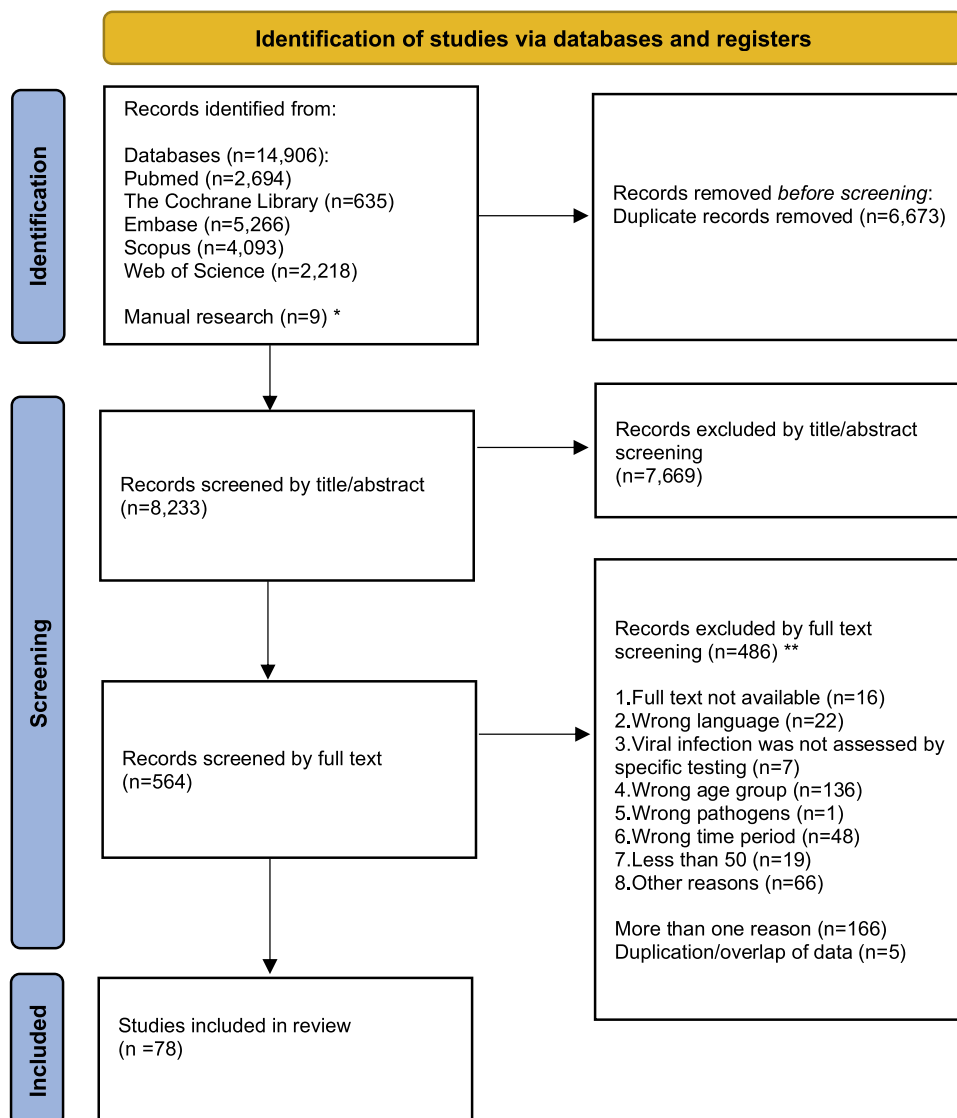 Identification of studies via databases and registers
Identification
Records identified from:
Databases (n=14,906):
Pubmed (n=2,694)
The Cochrane Library (n=635)
Embase (n=5,266)
Scopus (n=4,093)
Web of Science (n=2,218)
Manual research (n=9) *
Records removed before screening:
Duplicate records removed (n=6,673)
Screening
Records screened by title/abstract
(n=8,233)
Records excluded by title/abstract
screening
(n=7,669)
Records screened by full text
(n=564)
Records excluded by full text
screening (n=486) **
1.Full text not available (n=16)
2.Wrong language (n=22)
3.Viral infection was not assessed by
specific testing (n=7)
4.Wrong age group (n=136)
5.Wrong pathogens (n=1)
6.Wrong time period (n=48)
7.Less than 50 (n=19)
8.Other reasons (n=66)
More than one reason (n=166)
Duplication/overlap of data (n=5)
Included
Studies included in review
(n =78)